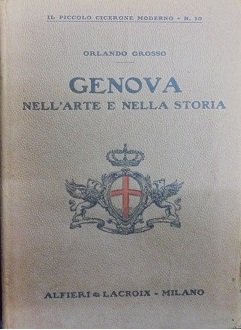 IL PICCOLO CICERONE MODERNO - N. 10
ORLANDO GROSSO
GENOVA
NELL'ARTE E NELLA STORIA
ALFIERI & LACROIX - MILANO